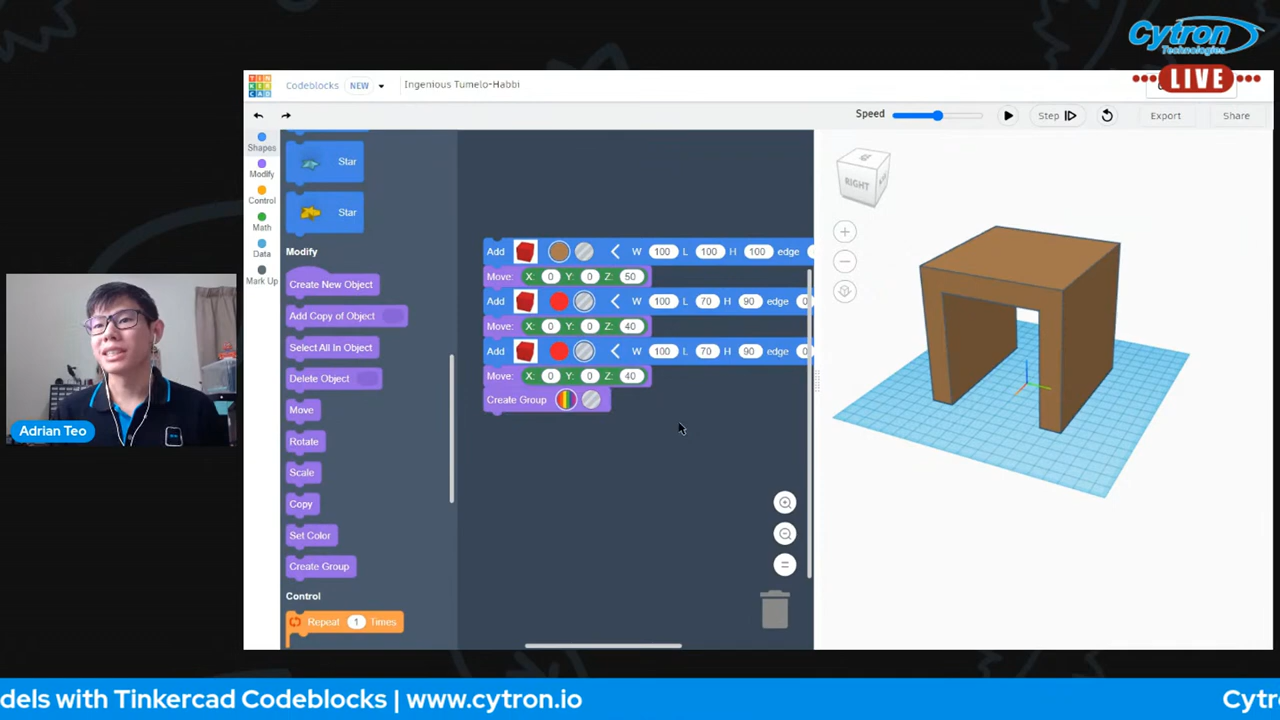 Cytron
Technologies
LIVE
Codeblocks NEW Ingenious Tumelo-Habbi
Speed Step Export Share
Shapes
Modify
Control
Math
Data
Mark Up
Star
Star
Modify
Create New Object
Add Copy of Object
Select All In Object
Delete Object
Move
Rotate
Scale
Copy
Set Color
Create Group
Control
Repeat 1 Times
Add W 100 L 100 H 100 edge
Move: X: 0 Y: 0 Z: 50
Add W 100 L 70 H 90 edge 0
Move: X: 0 Y: 0 Z: 40
Add W 100 L 70 H 90 edge 0
Move: X: 0 Y: 0 Z: 40
Create Group
RIGHT
Adrian Teo
dels with Tinkercad Codeblocks | www.cytron.io
Cytr